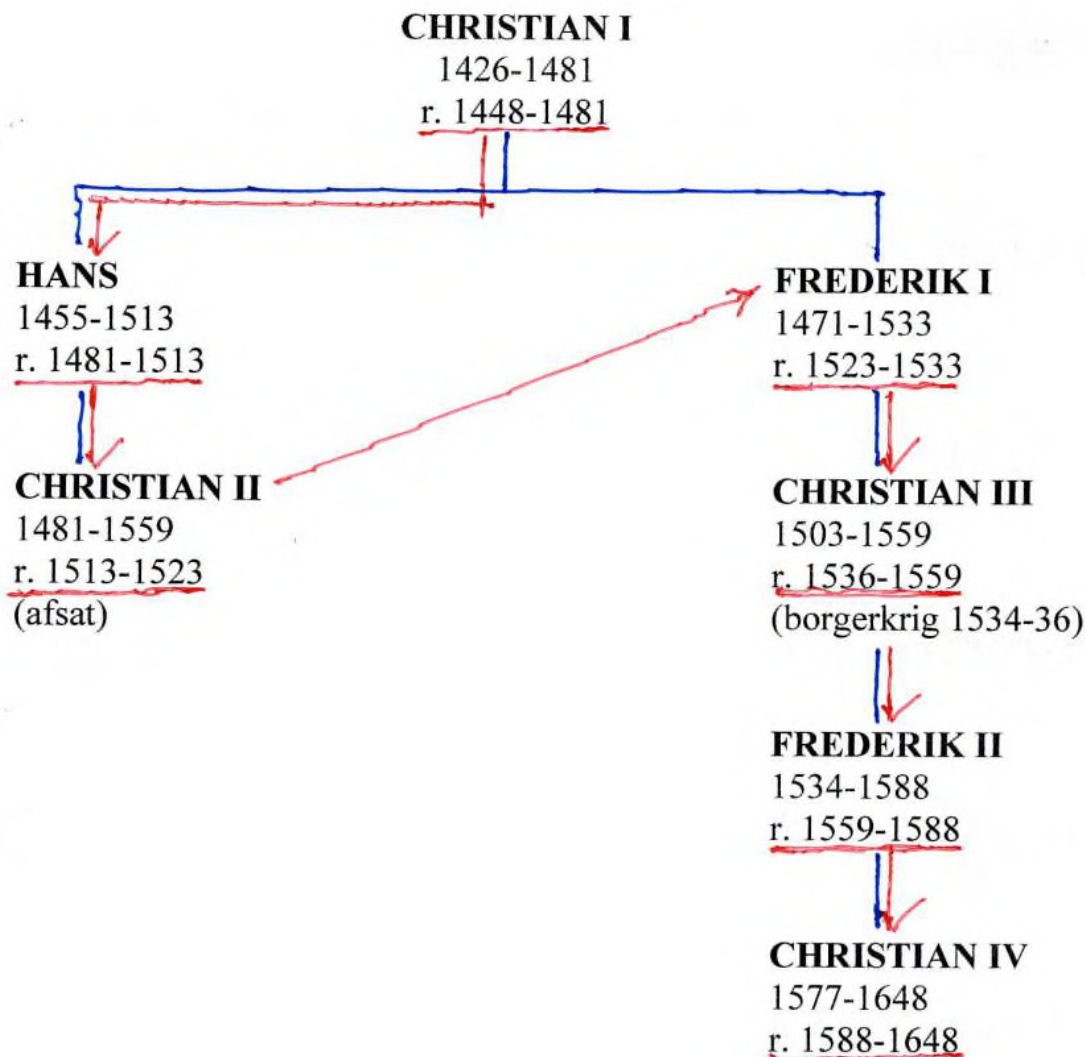 CHRISTIAN I
1426-1481
r. 1448-1481
HANS
1455-1513
r. 1481-1513
FREDERIK I
1471-1533
r. 1523-1533
CHRISTIAN II
1481-1559
r. 1513-1523
(afsat)
CHRISTIAN III
1503-1559
r. 1536-1559
(borgerkrig 1534-36)
FREDERIK II
1534-1588
r. 1559-1588
CHRISTIAN IV
1577-1648
r. 1588-1648